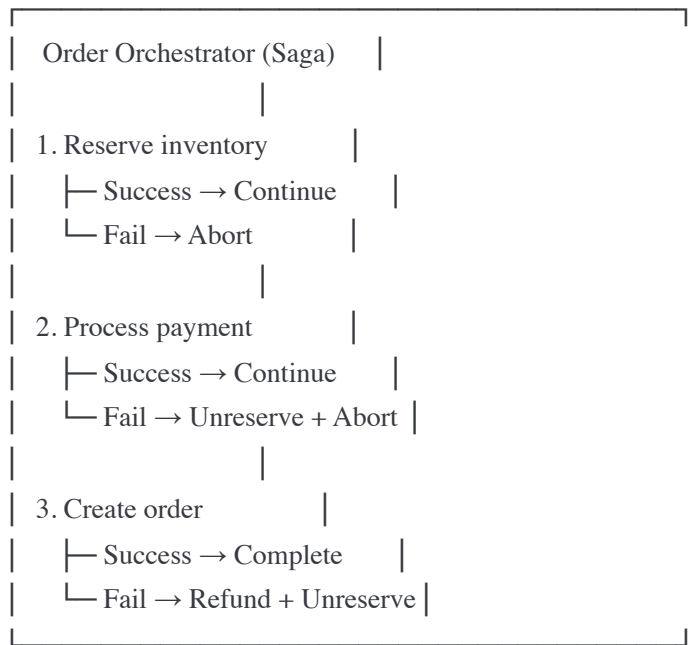 ┌─────────────────────────────────────────┐
│ Order Orchestrator (Saga) │
│ │
│ 1. Reserve inventory │
│ ├─ Success → Continue │
│ └─ Fail → Abort │
│ │
│ 2. Process payment │
│ ├─ Success → Continue │
│ └─ Fail → Unreserve + Abort │
│ │
│ 3. Create order │
│ ├─ Success → Complete │
│ └─ Fail → Refund + Unreserve│
└─────────────────────────────────────────┘